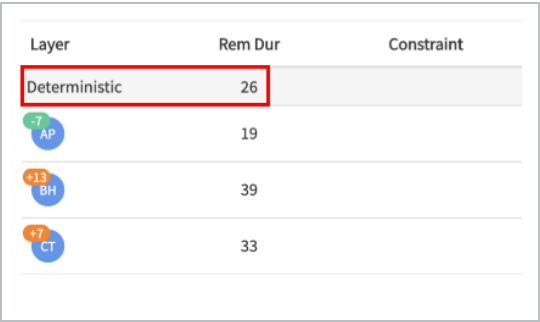 Layer Rem Dur Constraint
Deterministic 26
-7
AP 19
+13
BH 39
+7
CT 33